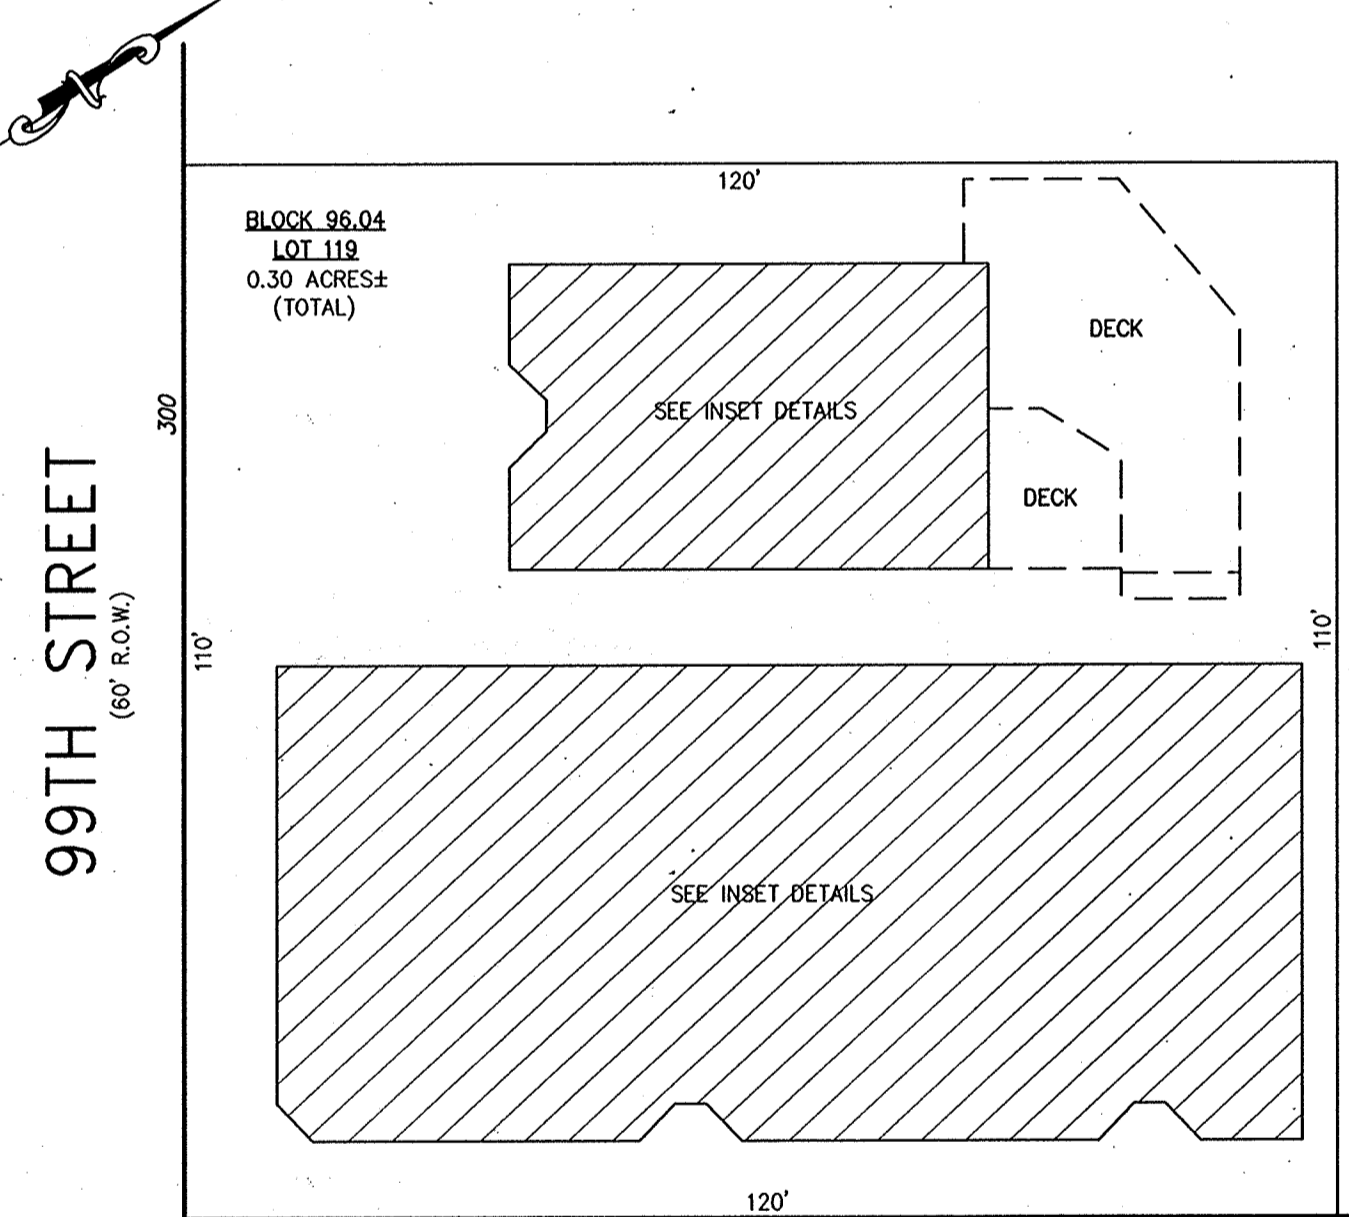 120'
BLOCK 96.04
LOT 119
0.30 ACRES±
(TOTAL)
DECK
300
SEE INSET DETAILS
DECK
99TH STREET
(60' R.O.W.)
110'
110'
SEE INSET DETAILS
120'